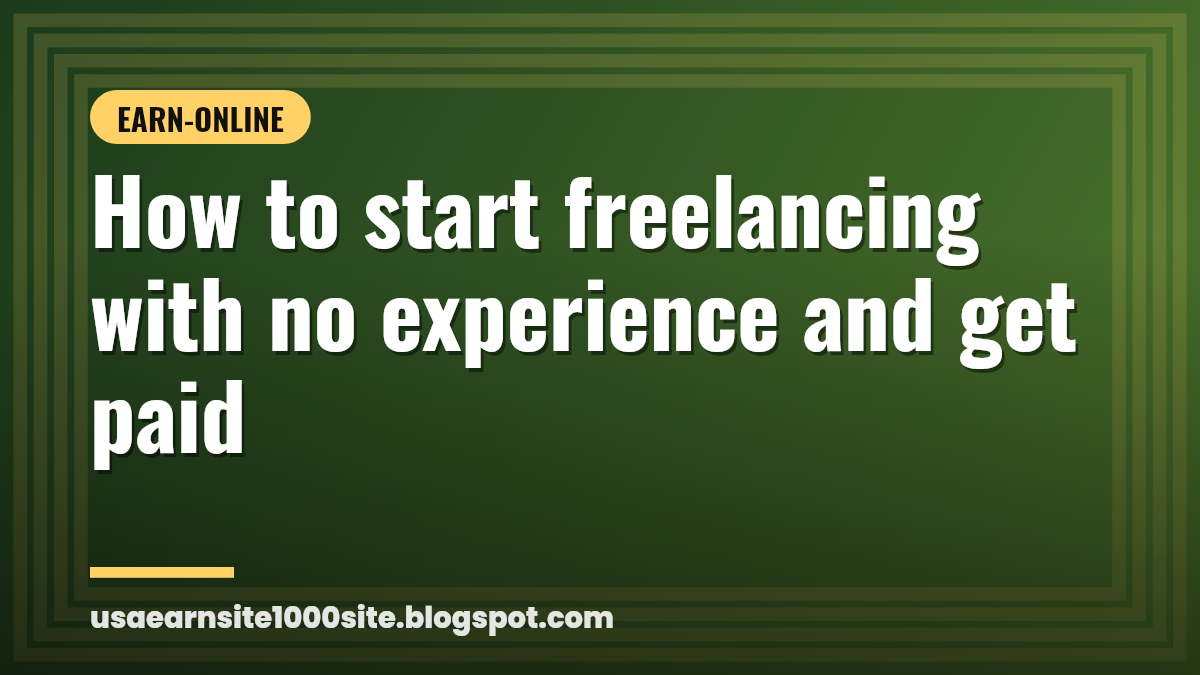 EARN-ONLINE
How to start freelancing
with no experience and get
paid
usaearnsite1000site.blogspot.com